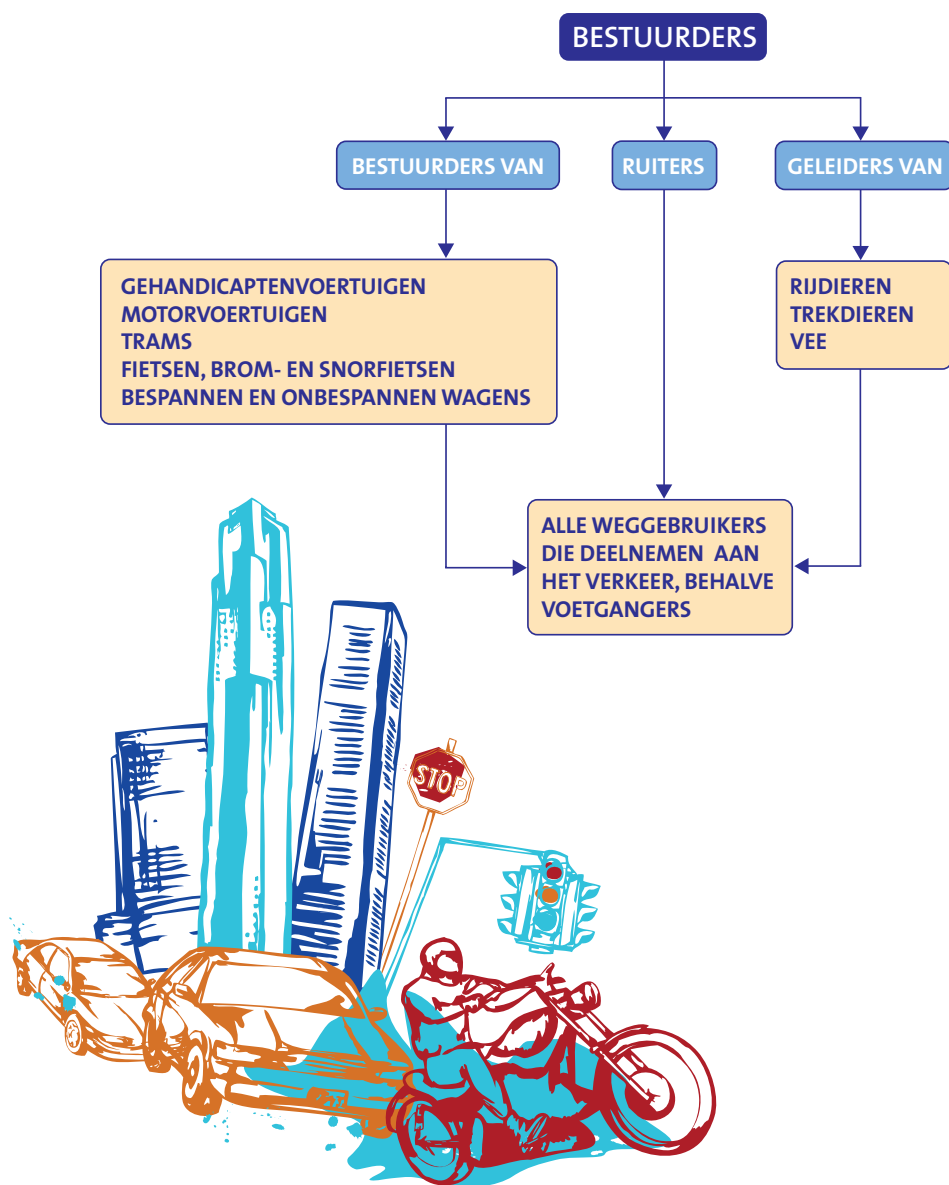 BESTUURDERS
BESTUURDERS VAN
RUITERS
GELEIDERS VAN
GEHANDICAPTENVOERTUIGEN
MOTORVOERTUIGEN
TRAMS
FIETSEN, BROM- EN SNORFIETSEN
BESPANNEN EN ONBESPANNEN WAGENS
RIJDIEREN
TREKDIEREN
VEE
ALLE WEGGEBRUIKERS
DIE DEELNEMEN AAN
HET VERKEER, BEHALVE
VOETGANGERS
STOP